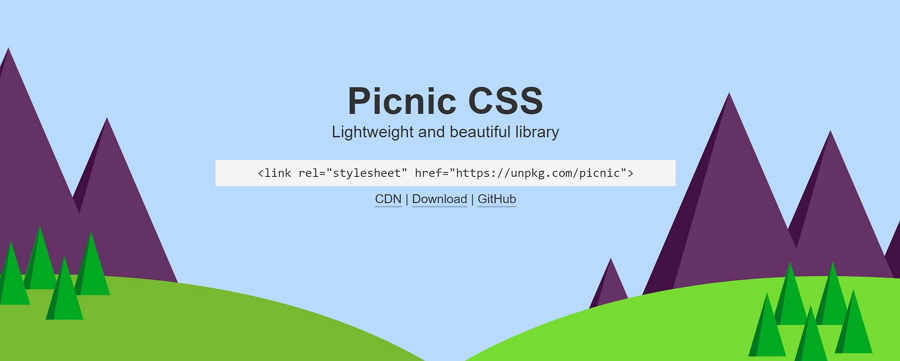 Picnic CSS
Lightweight and beautiful library
<link rel="stylesheet" href="https://unpkg.com/picnic">
CDN | Download | GitHub